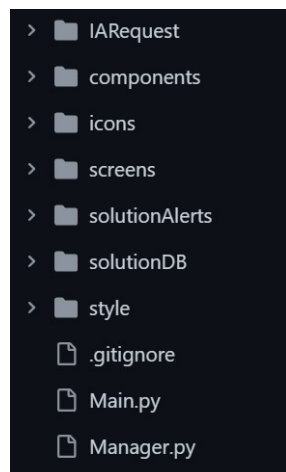 IARequest
components
icons
screens
solutionAlerts
solutionDB
style
.gitignore
Main.py
Manager.py